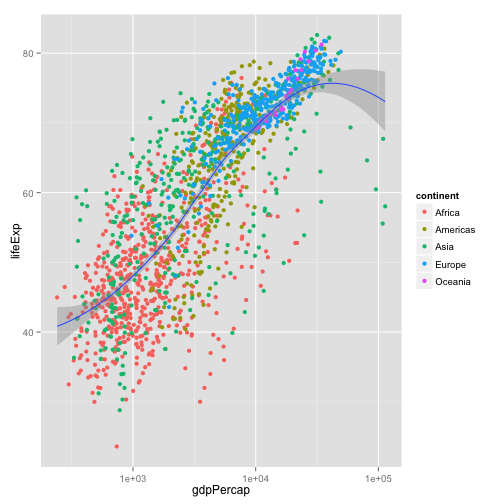 80
60
40
lifeExp
1e+03
1e+04
1e+05
gdpPercap
continent
Africa
Americas
Asia
Europe
Oceania